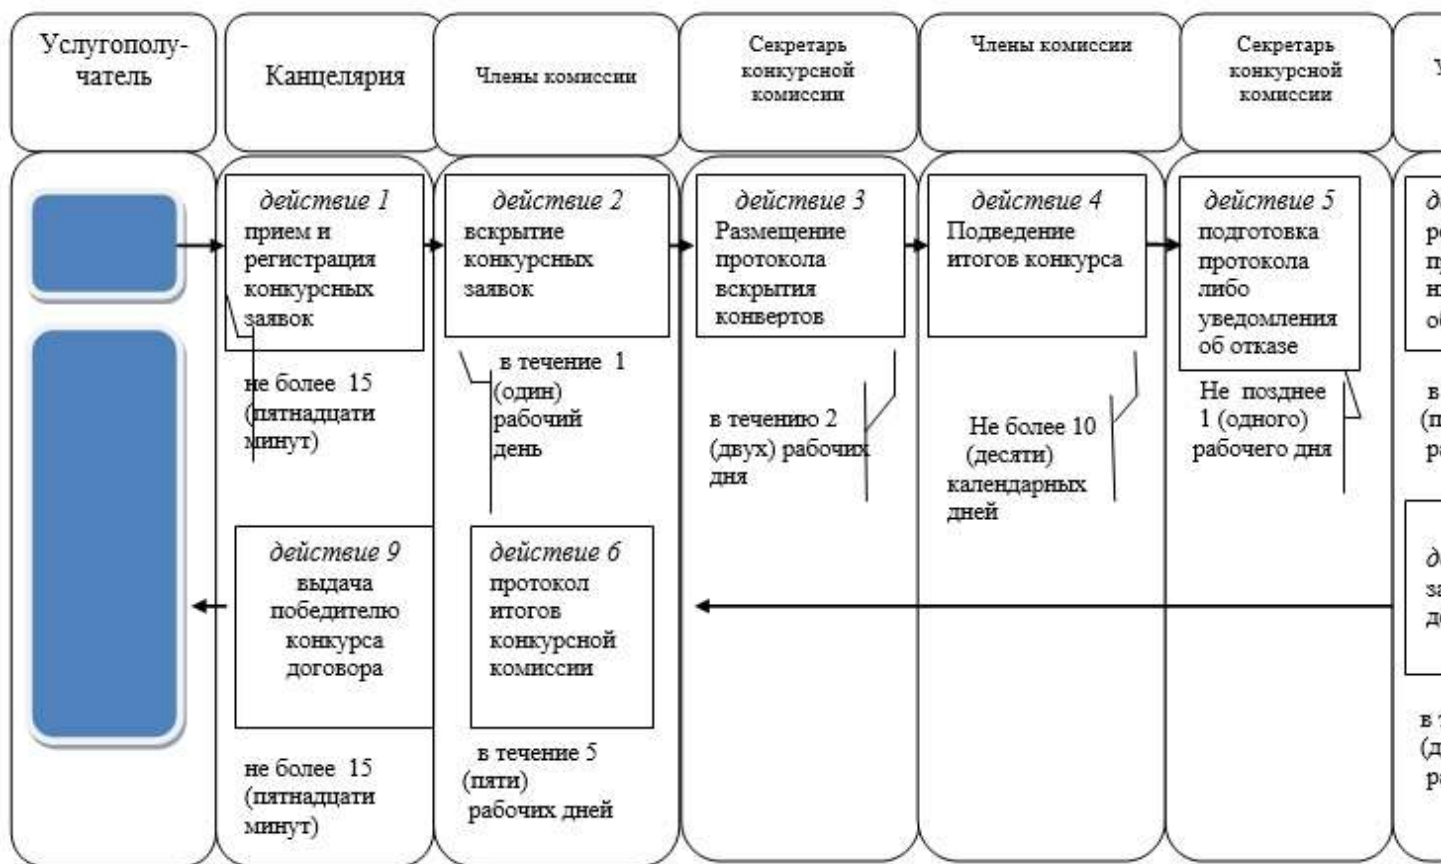 Услугополу-
чатель
Канцелярия
Члены комиссии
Секретарь
конкурсной
комиссии
Члены комиссии
Секретарь
конкурсной
комиссии
действие 1
прием и
регистрация
конкурсных
заявок
не более 15
(пятнадцати
минут)
действие 2
вскрытие
конкурсных
заявок
в течение 1
(один)
рабочий
день
действие 3
Размещение
протокола
вскрытия
конвертов
в течению 2
(двух) рабочих
дня
действие 4
Подведение
итогов конкурса
Не более 10
(десяти)
календарных
дней
действие 5
подготовка
протокола
либо
уведомления
об отказе
Не позднее
1 (одного)
рабочего дня
действие 9
выдача
победителю
конкурса
договора
не более 15
(пятнадцати
минут)
действие 6
протокол
итогов
конкурсной
комиссии
в течение 5
(пяти)
рабочих дней